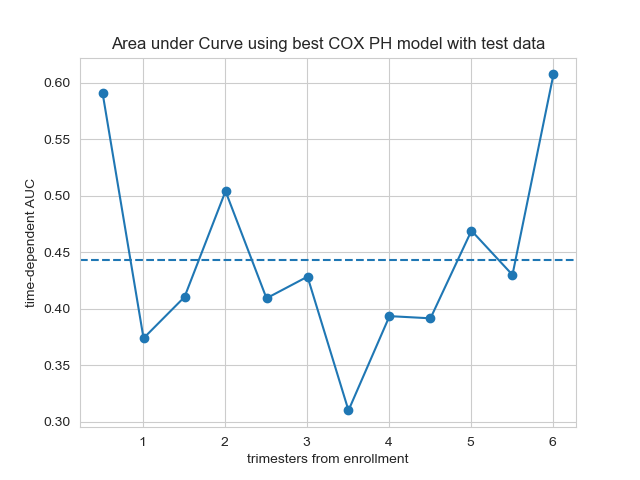 Area under Curve using best COX PH model with test data
time-dependent AUC
0.60
0.55
0.50
0.45
0.40
0.35
0.30
1 2 3 4 5 6
trimesters from enrollment